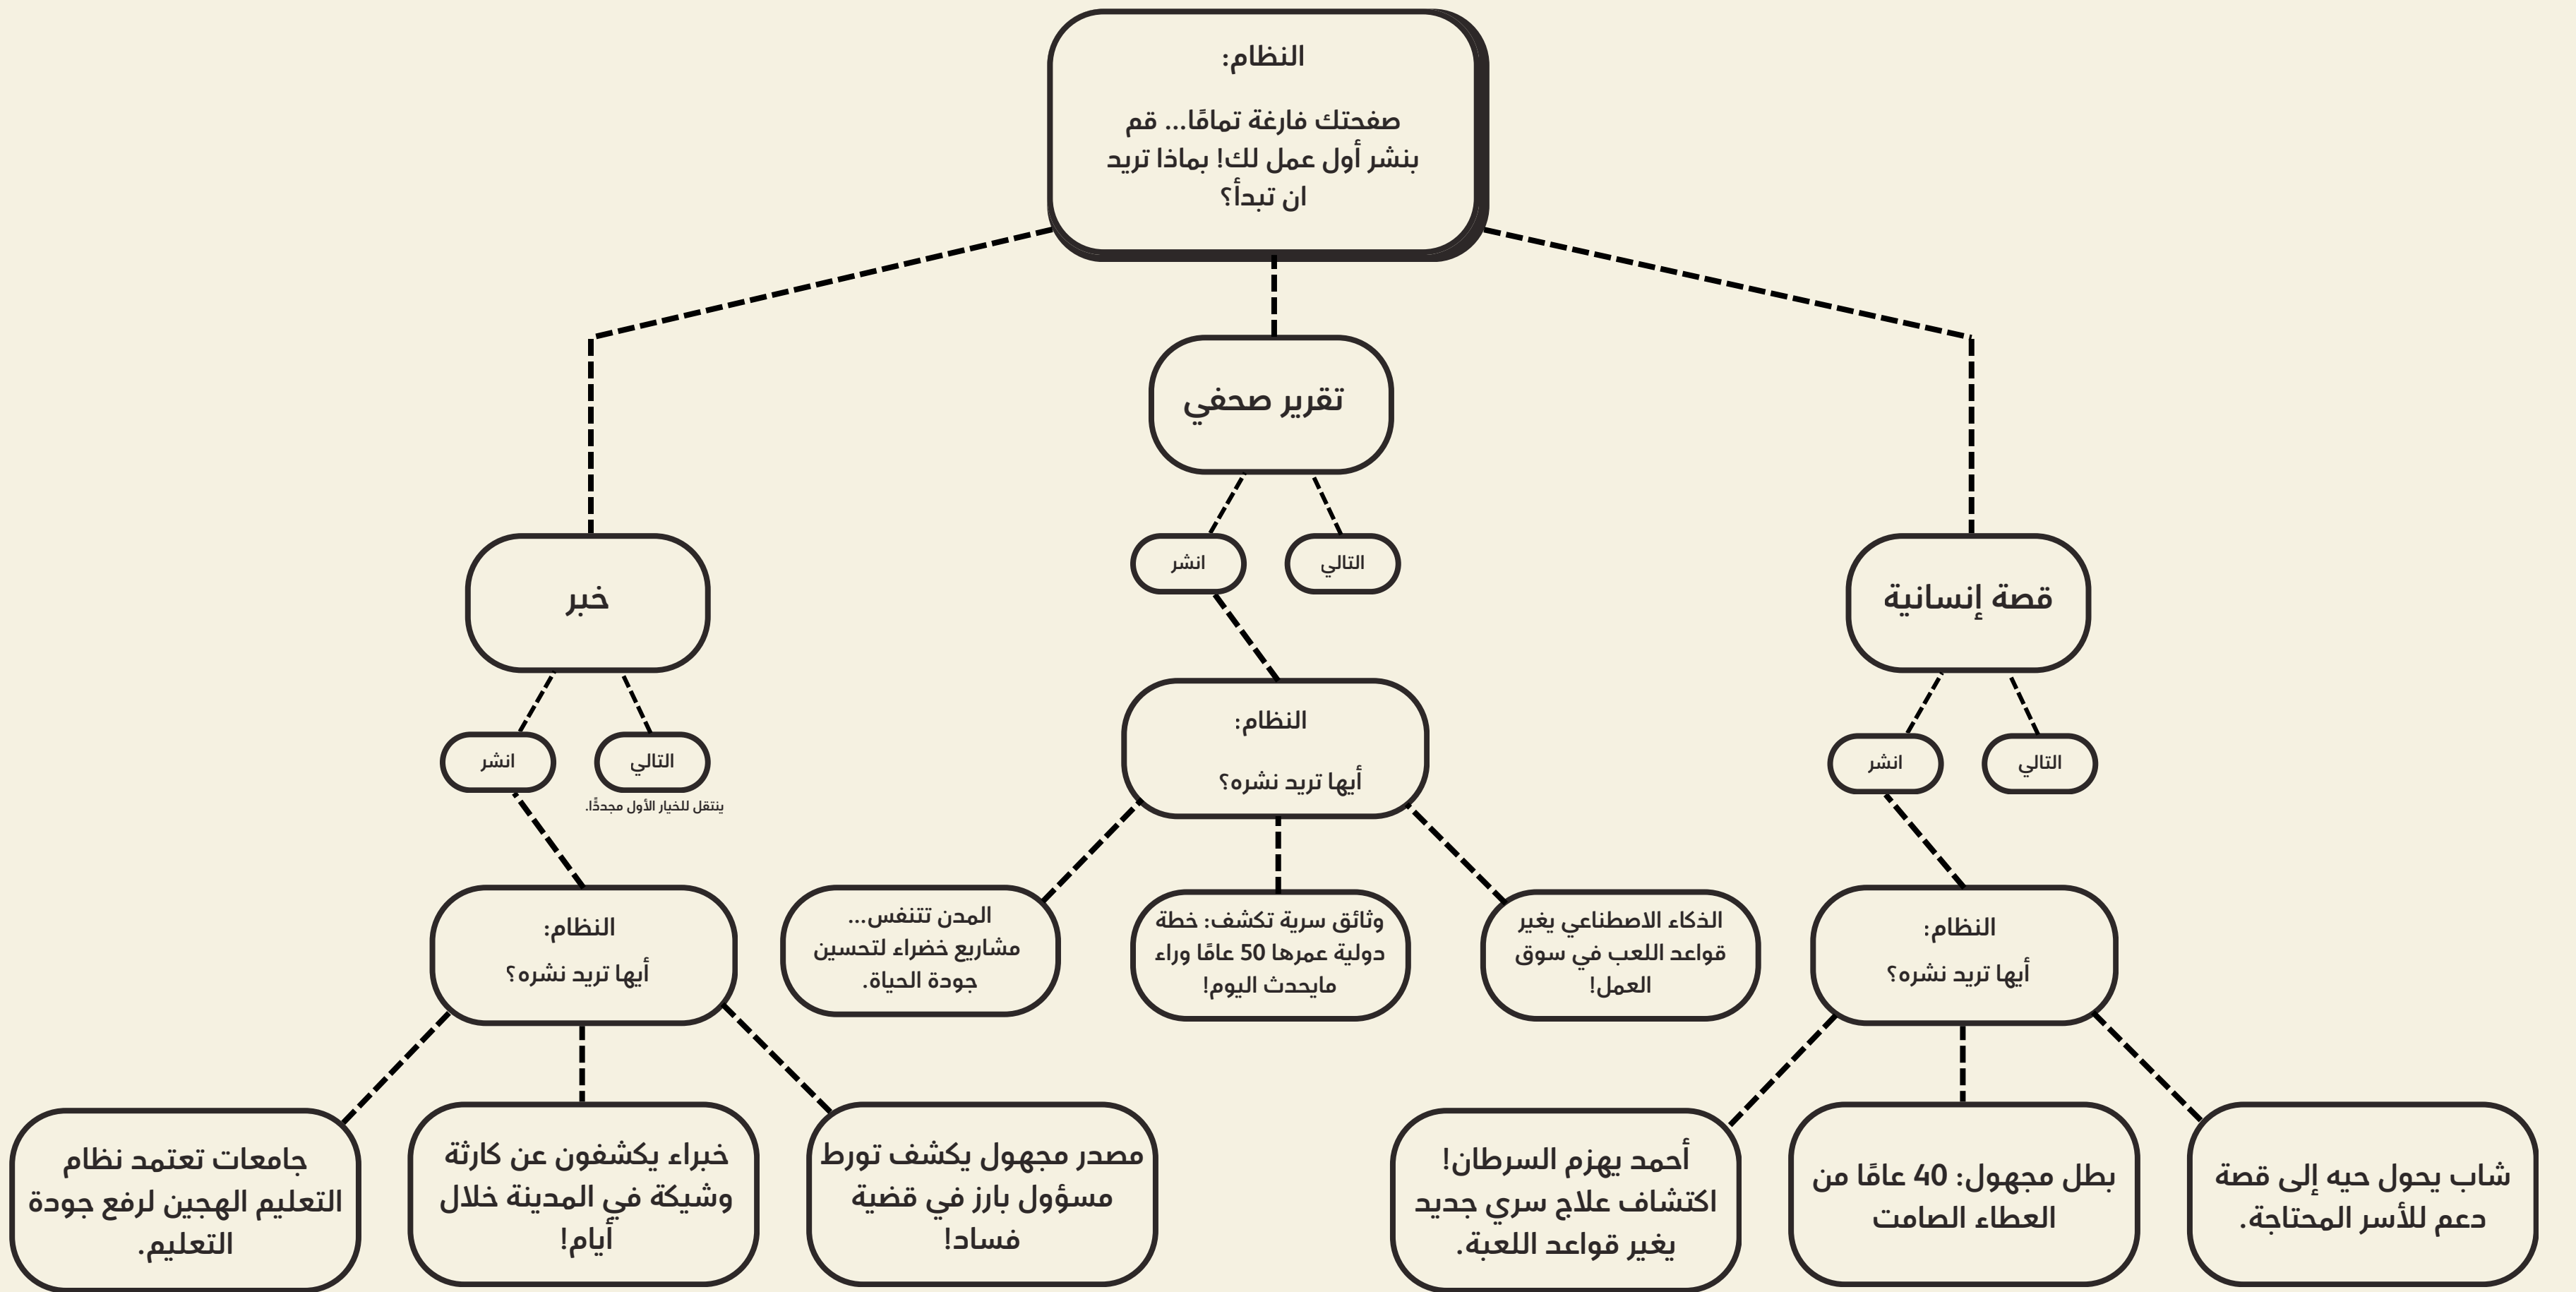 النظام:
صفحتك فارغة تمامًا... قم
بنشر أول عمل لك! بماذا تريد
ان تبدأ؟
تقرير صحفي
التالي
انشر
قصة إنسانية
خبر
التالي
انشر
التالي
انشر
ينتقل للخيار الأول مجددًّا.
النظام:
أيها تريد نشره؟
النظام:
أيها تريد نشره؟
الذكاء الاصطناعي يغير
قواعد اللعب في سوق
العمل!
وثائق سرية تكشف: خطة
دولية عمرها 50 عامًا وراء
مايحدث اليوم!
المدن تتنفس...
مشاريع خضراء لتحسين
جودة الحياة.
النظام:
أيها تريد نشره؟
شاب يحول حيه إلى قصة
دعم للأسر المحتاجة.
بطل مجهول: 40 عامًا من
العطاء الصامت
أحمد يهزم السرطان!
اكتشاف علاج سري جديد
يغير قواعد اللعبة.
مصدر مجهول يكشف تورط
مسؤول بارز في قضية
فساد!
خبراء يكشفون عن كارثة
وشيكة في المدينة خلال
أيام!
جامعات تعتمد نظام
التعليم الهجين لرفع جودة
التعليم.